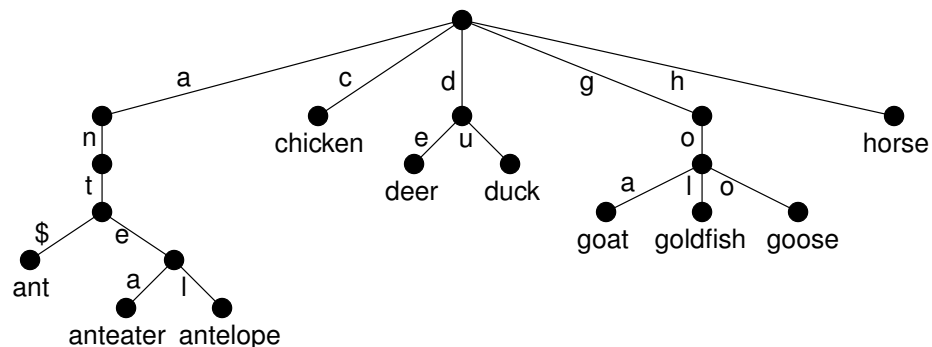 a c d g h
n e u o
chicken horse
t a l o
deer duck
$ e
goat goldfish goose
ant a l
anteater antelope